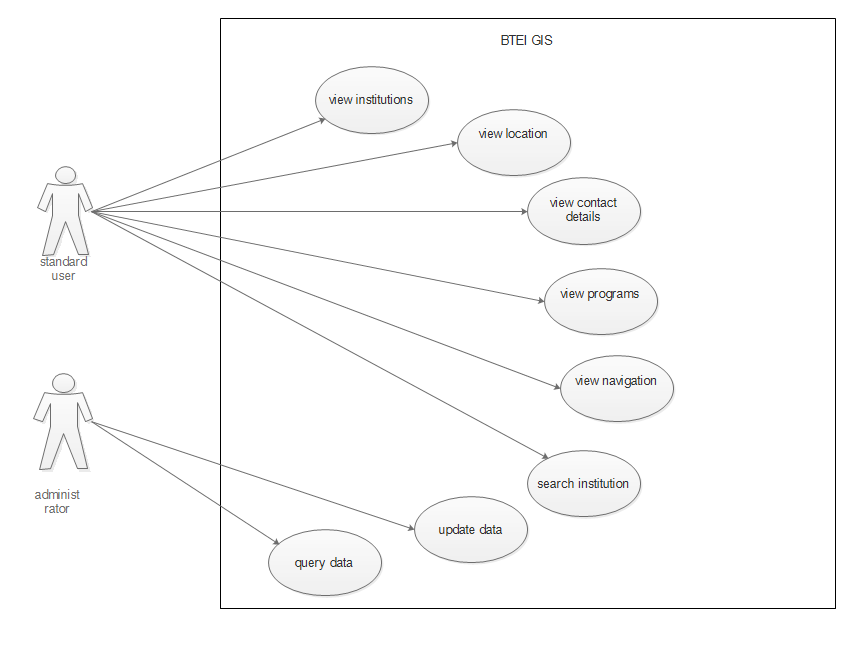 BTEI GIS
view institutions
view location
view contact
details
view programs
view navigation
search institution
update data
query data
standard
user
administ
rator